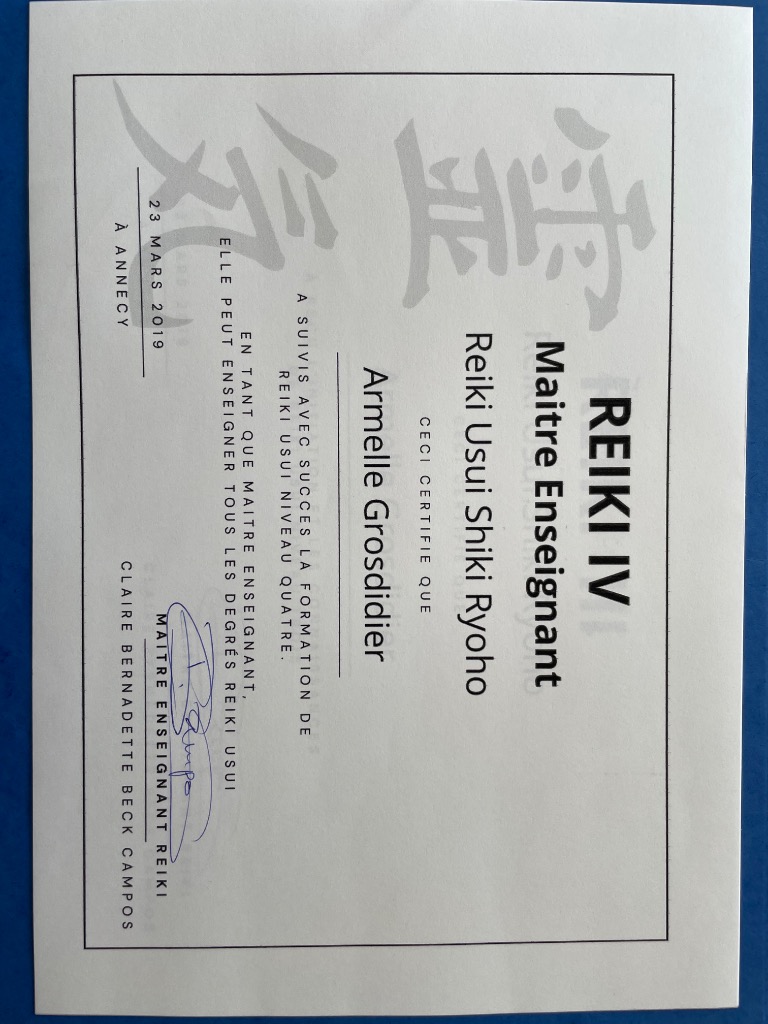 霊
気
REIKI IV
Maitre Enseignant
Reiki Usui Shiki Ryoho
CECI CERTIFIE QUE
Armelle Grosdidier
A SUIVIS AVEC SUCCES LA FORMATION DE
REIKI USUI NIVEAU QUATRE.
EN TANT QUE MAITRE ENSEIGNANT,
ELLE PEUT ENSEIGNER TOUS LES DEGRÉS REIKI USUI
23 MARS 2019
À ANNECY
MAITRE ENSEIGNANT REIKI
CLAIRE BERNADETTE BECK CAMPOS